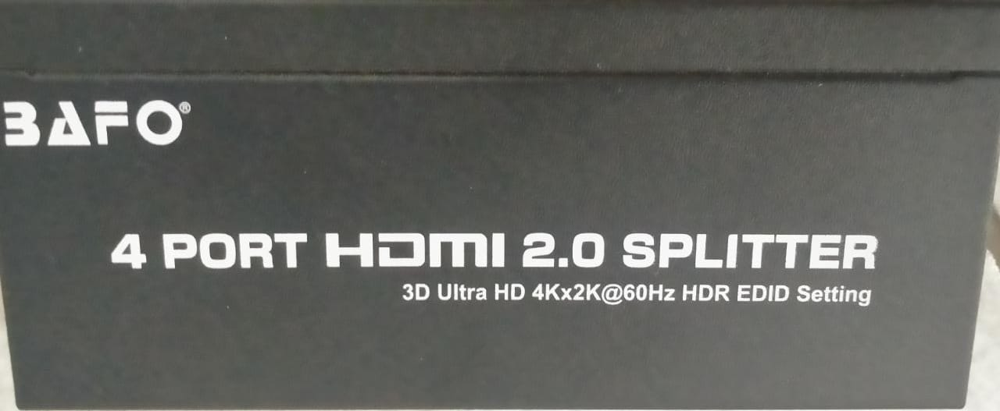 BAFO®
4 PORT HDMI 2.0 SPLITTER
3D Ultra HD 4Kx2K@60Hz HDR EDID Setting